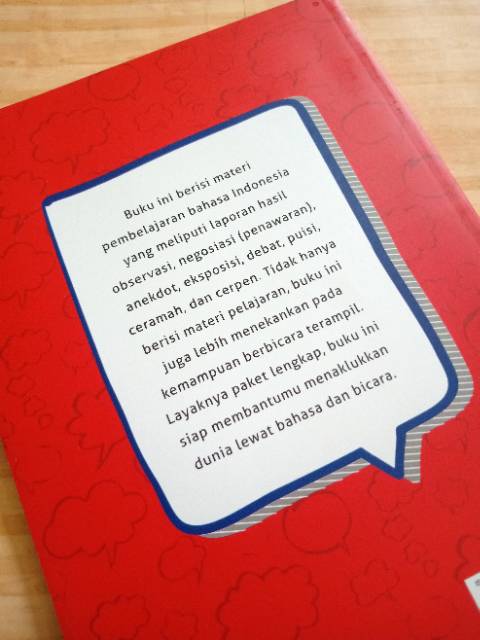 Buku ini berisi materi
pembelajaran bahasa Indonesia
yang meliputi laporan hasil
observasi, negosiasi (penawaran),
anekdot, eksposisi, debat, puisi,
ceramah, dan cerpen. Tidak hanya
berisi materi pelajaran, buku ini
juga lebih menekankan pada
kemampuan berbicara terampil.
Layaknya paket lengkap, buku ini
siap membantumu menaklukkan
dunia lewat bahasa dan bicara.